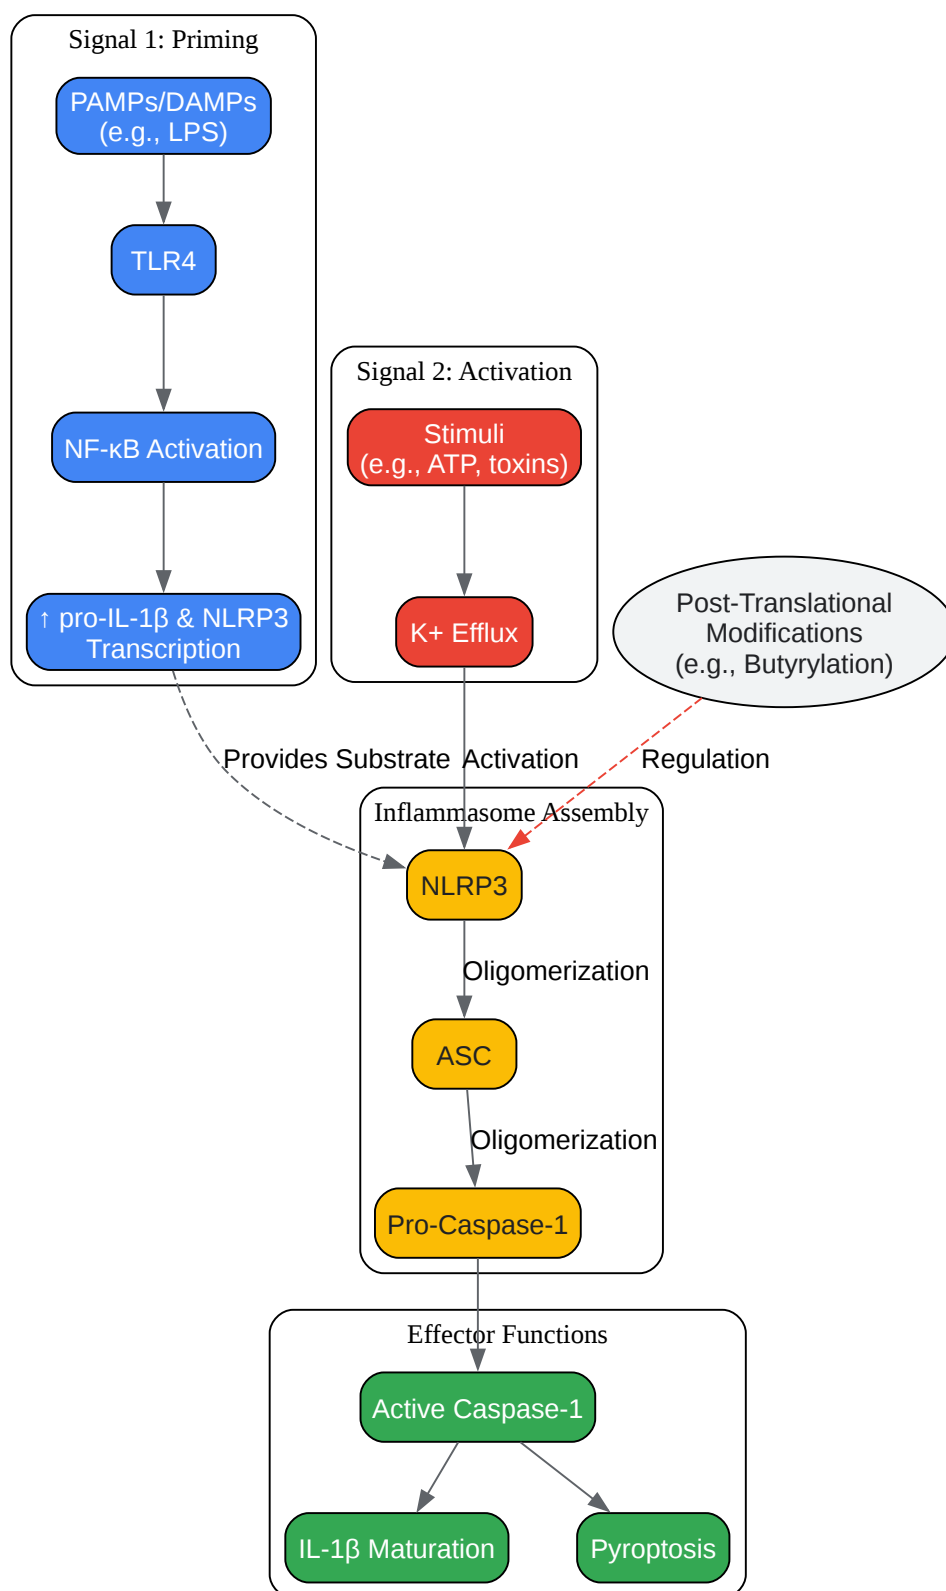 Signal 1: Priming
PAMPs/DAMPs
(e.g., LPS)
TLR4
NF-κB Activation
↑ pro-IL-1β & NLRP3
Transcription
Signal 2: Activation
Stimuli
(e.g., ATP, toxins)
K+ Efflux
Post-Translational
Modifications
(e.g., Butyrylation)
Provides Substrate
Activation
Regulation
Inflammasome Assembly
NLRP3
Oligomerization
ASC
Oligomerization
Pro-Caspase-1
Effector Functions
Active Caspase-1
IL-1β Maturation
Pyroptosis